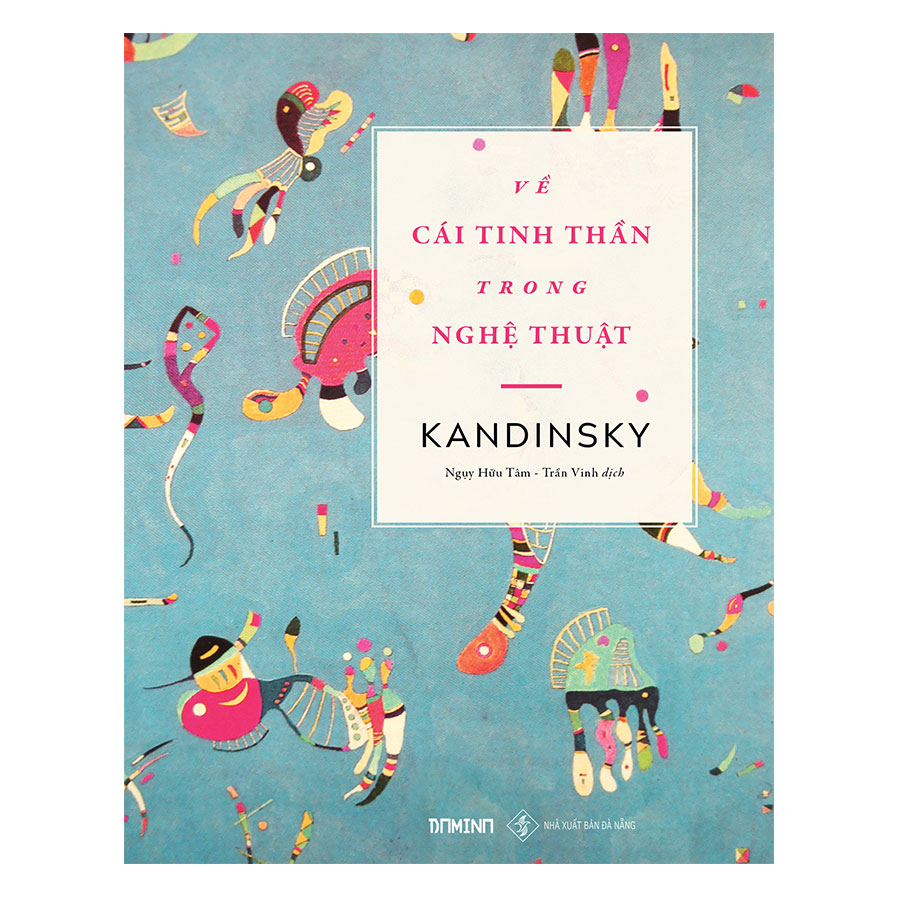 VỀ
CÁI TINH THẦN
TRONG
NGHỆ THUẬT
KANDINSKY
Ngụy Hữu Tâm - Trần Vinh dịch
DOMINO NHÀ XUẤT BẢN ĐÀ NẴNG